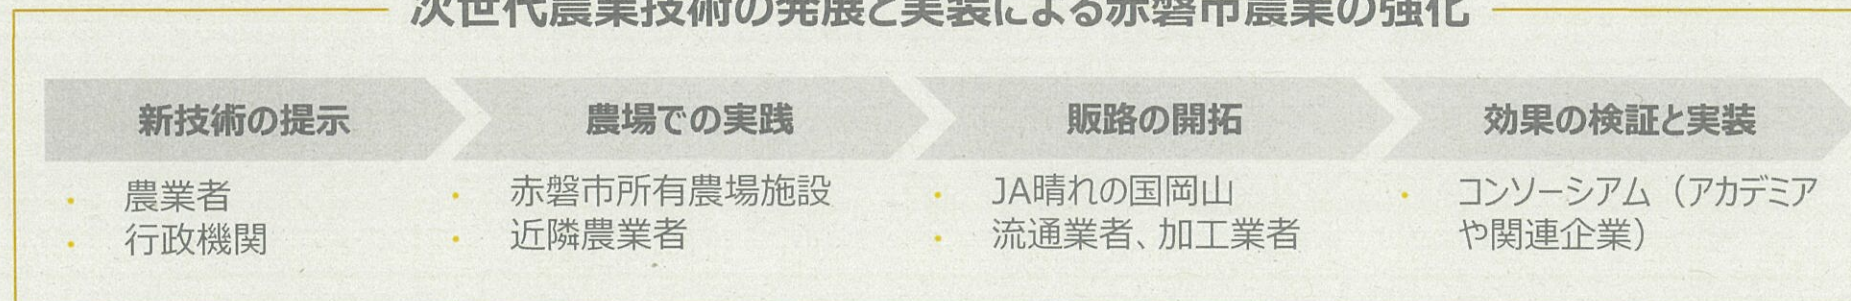 次世代農業技術の発展と実装による赤磐市農業の強化
新技術の提示
農業者
行政機関
農場での実践
赤磐市所有農場施設
近隣農業者
販路の開拓
JA晴れの国岡山
流通業者、加工業者
効果の検証と実装
コンソーシアム（アカデミア
や関連企業）